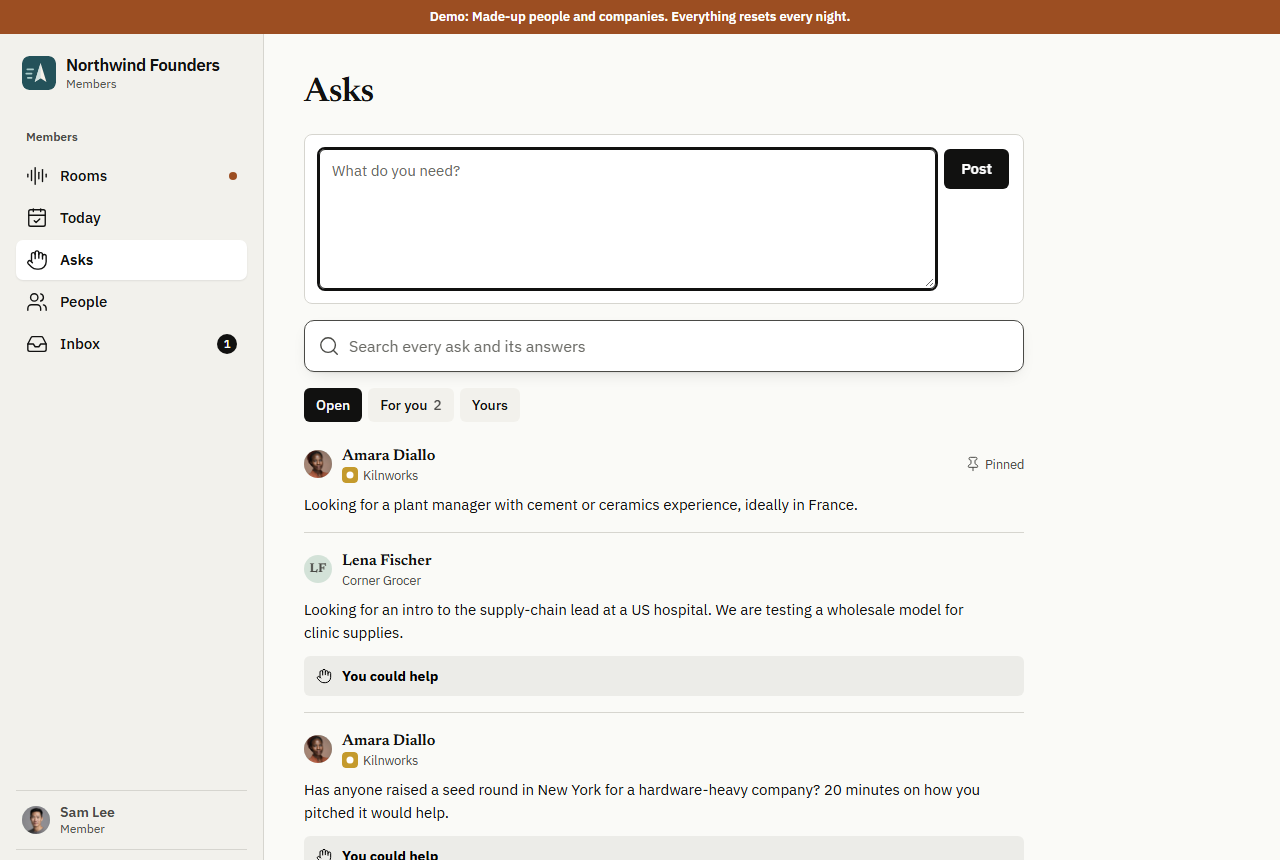 Demo: Made-up people and companies. Everything resets every night.
Northwind Founders
Members
Members
Rooms
Today
Asks
People
Inbox
1
Sam Lee
Member
Asks
What do you need?
Post
Search every ask and its answers
Open
For you 2
Yours
Amara Diallo
Kilnworks
Pinned
Looking for a plant manager with cement or ceramics experience, ideally in France.
LF
Lena Fischer
Corner Grocer
Looking for an intro to the supply-chain lead at a US hospital. We are testing a wholesale model for
clinic supplies.
You could help
Amara Diallo
Kilnworks
Has anyone raised a seed round in New York for a hardware-heavy company? 20 minutes on how you
pitched it would help.
You could help